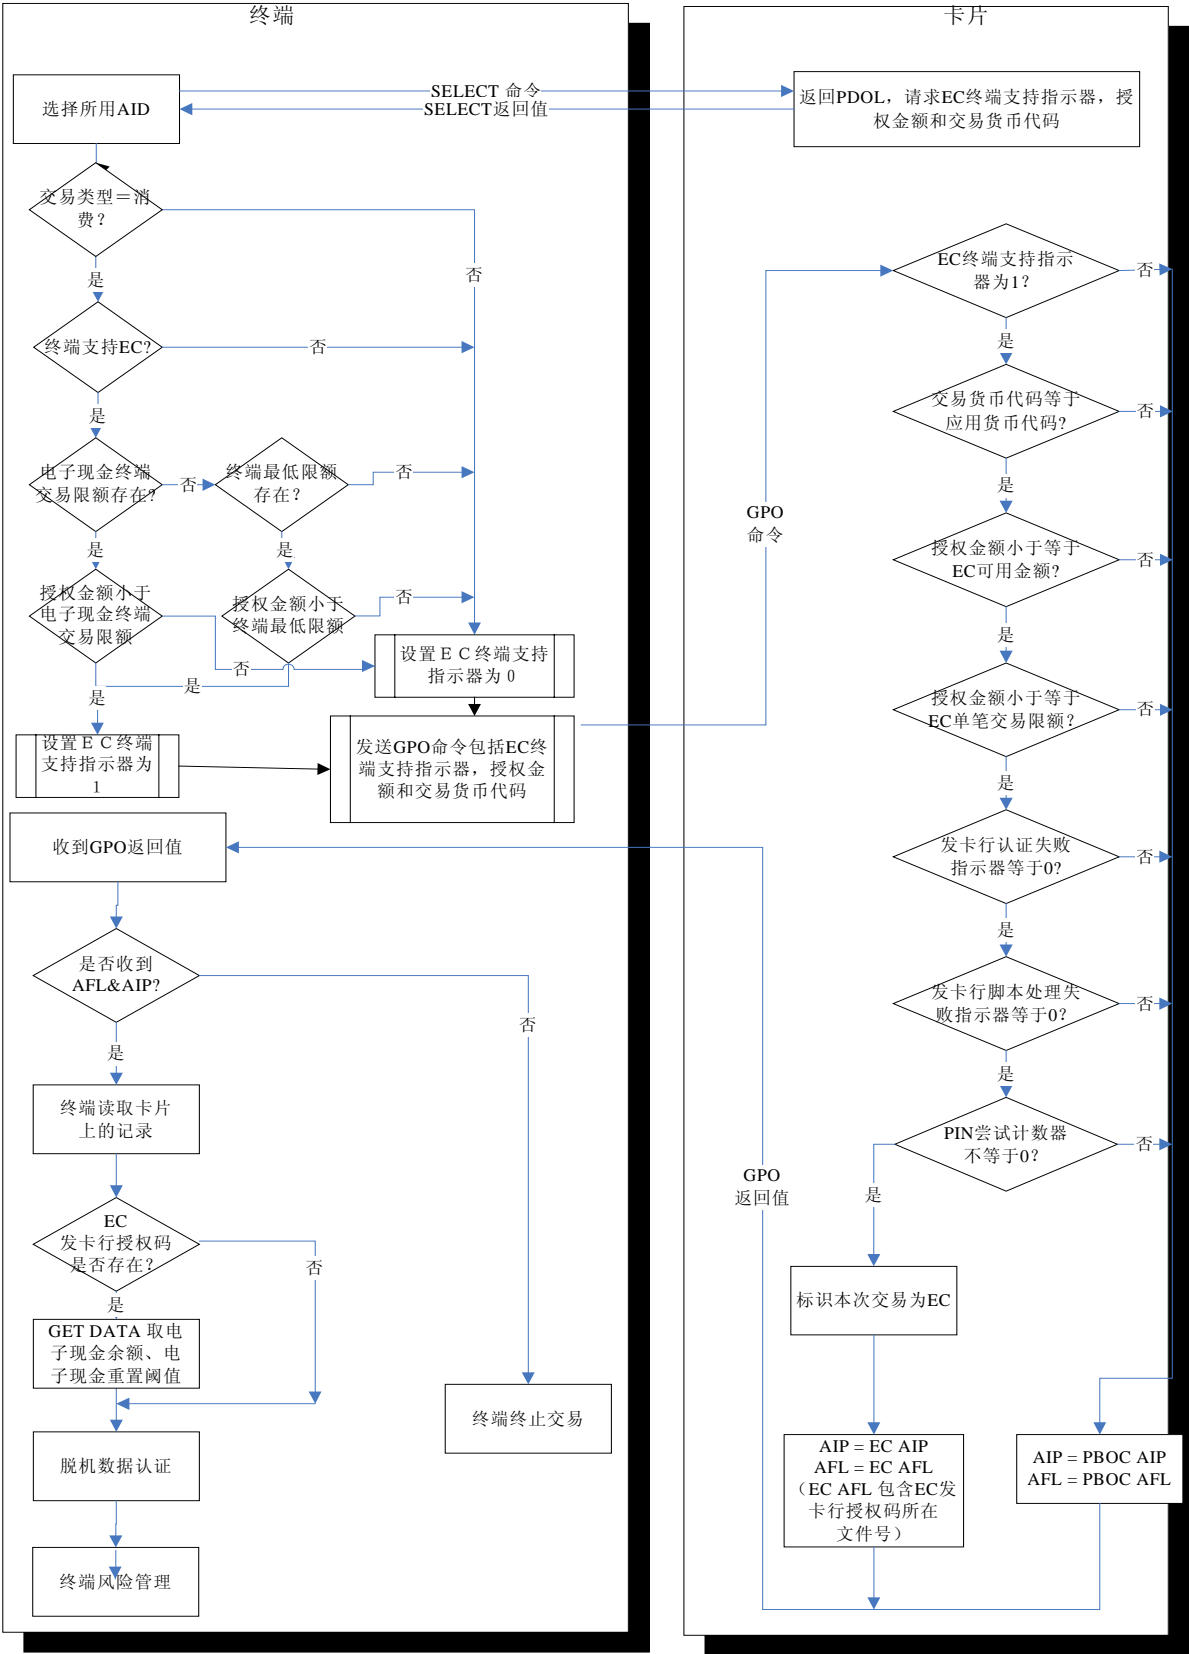 终端
选择所用AID
SELECT 命令
SELECT返回值
交易类型＝消
费？
是
否
终端支持EC?
否
是
电子现金终端
交易限额存在?
否
终端最低限额
存在？
否
是
是
授权金额小于
电子现金终端
交易限额
授权金额小于
终端最低限额
否
否
是
是
设置ＥＣ终端支持
指示器为 0
设置ＥＣ终端
支持指示器为
1
发送GPO命令包括EC终
端支持指示器，授权金
额和交易货币代码
收到GPO返回值
是否收到
AFL&AIP?
否
是
终端读取卡片
上的记录
EC
发卡行授权码
是否存在？
否
是
GET DATA 取电
子现金余额、电
子现金重置阈值
终端终止交易
脱机数据认证
终端风险管理
GPO
命令
GPO
返回值
卡片
返回PDOL，请求EC终端支持指示器，授
权金额和交易货币代码
EC终端支持指示
器为1？
否
是
交易货币代码等于
应用货币代码?
否
是
授权金额小于等于
EC可用金额?
否
是
授权金额小于等于
EC单笔交易限额？
否
是
发卡行认证失败
指示器等于0?
否
是
发卡行脚本处理失
败指示器等于0？
否
是
PIN尝试计数器
不等于0？
否
是
标识本次交易为EC
AIP = EC AIP
AFL = EC AFL
（EC AFL 包含EC发
卡行授权码所在
文件号）
AIP = PBOC AIP
AFL = PBOC AFL